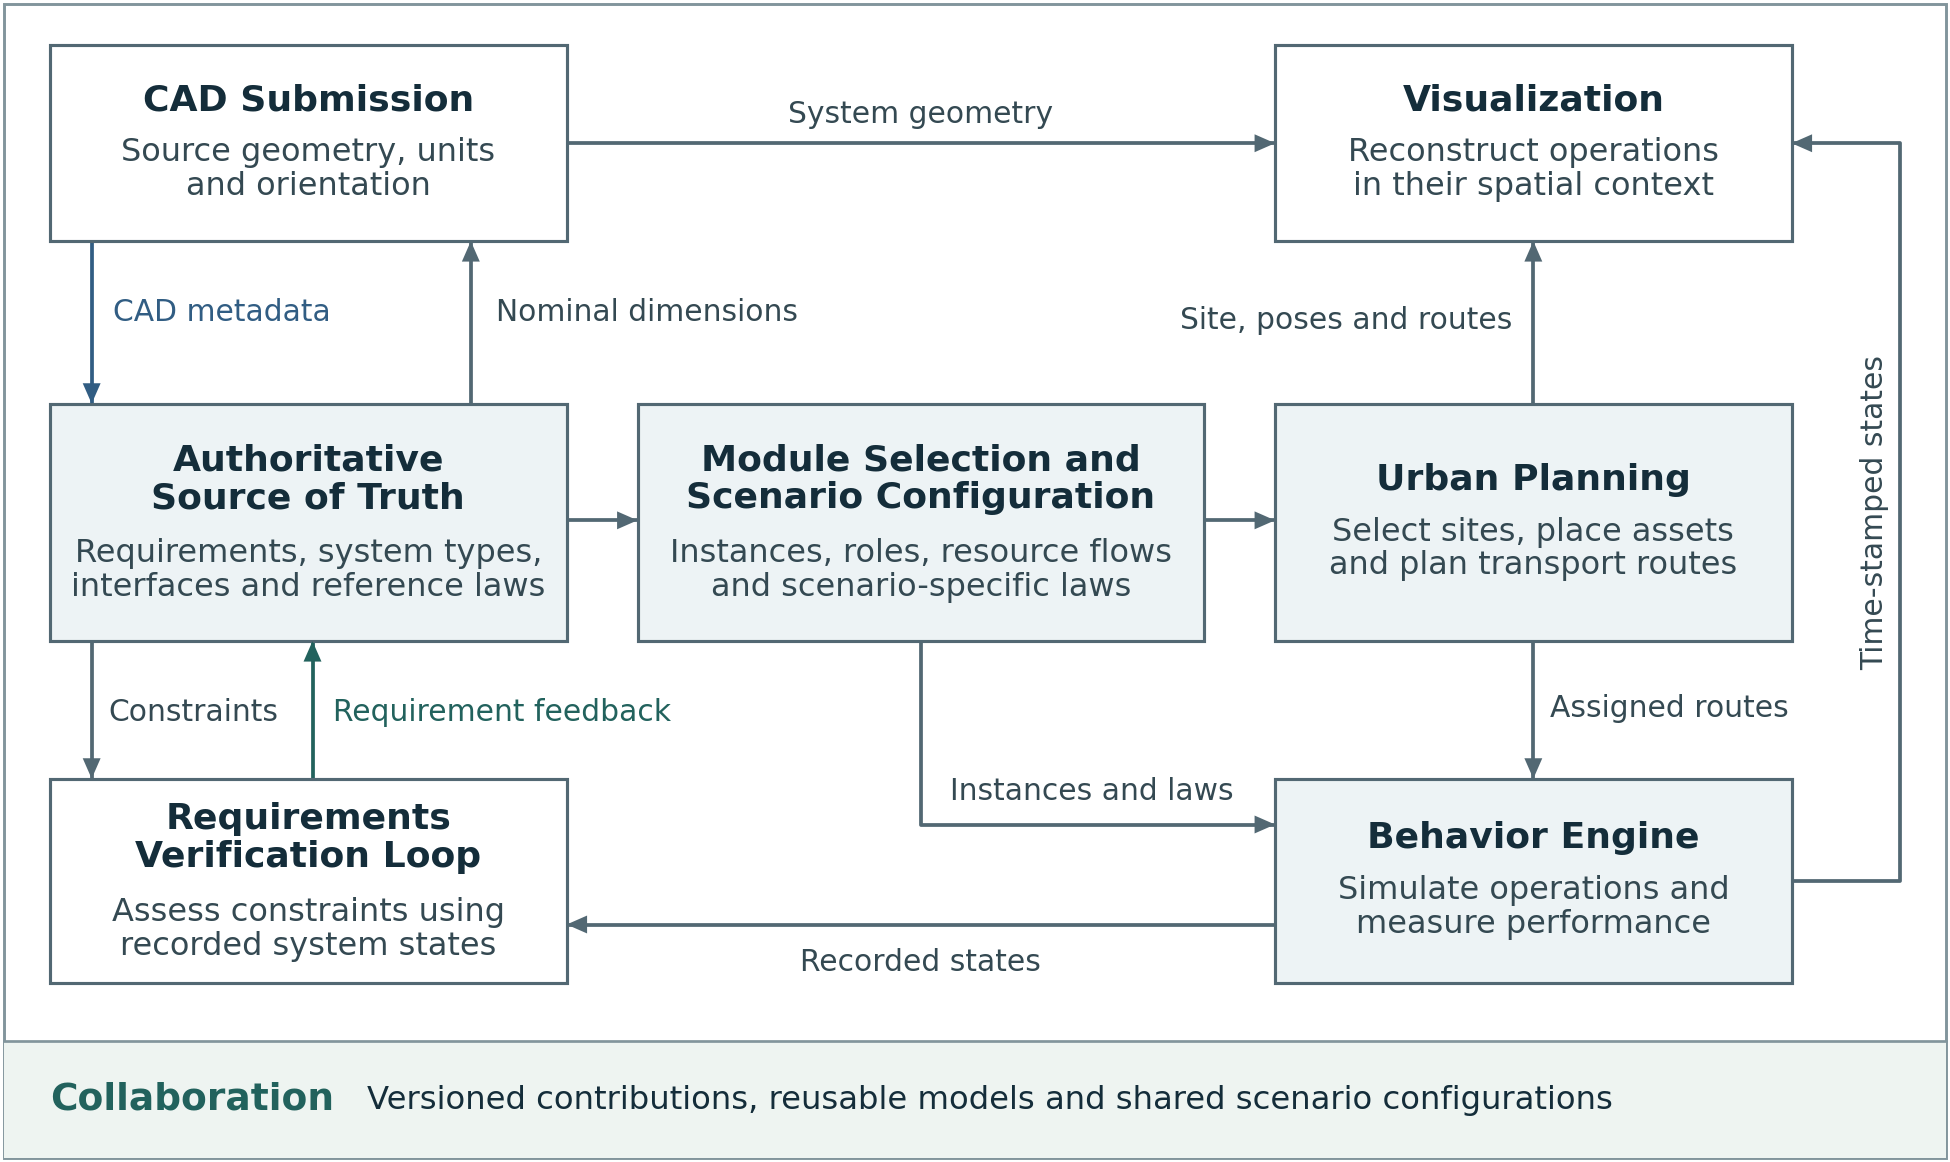 CAD Submission
Source geometry, units
and orientation
System geometry
Visualization
Reconstruct operations
in their spatial context
CAD metadata
Nominal dimensions
Site, poses and routes
Time-stamped states
Authoritative
Source of Truth
Requirements, system types,
interfaces and reference laws
Module Selection and
Scenario Configuration
Instances, roles, resource flows
and scenario-specific laws
Urban Planning
Select sites, place assets
and plan transport routes
Constraints
Requirement feedback
Assigned routes
Instances and laws
Requirements
Verification Loop
Assess constraints using
recorded system states
Behavior Engine
Simulate operations and
measure performance
Recorded states
Collaboration Versioned contributions, reusable models and shared scenario configurations